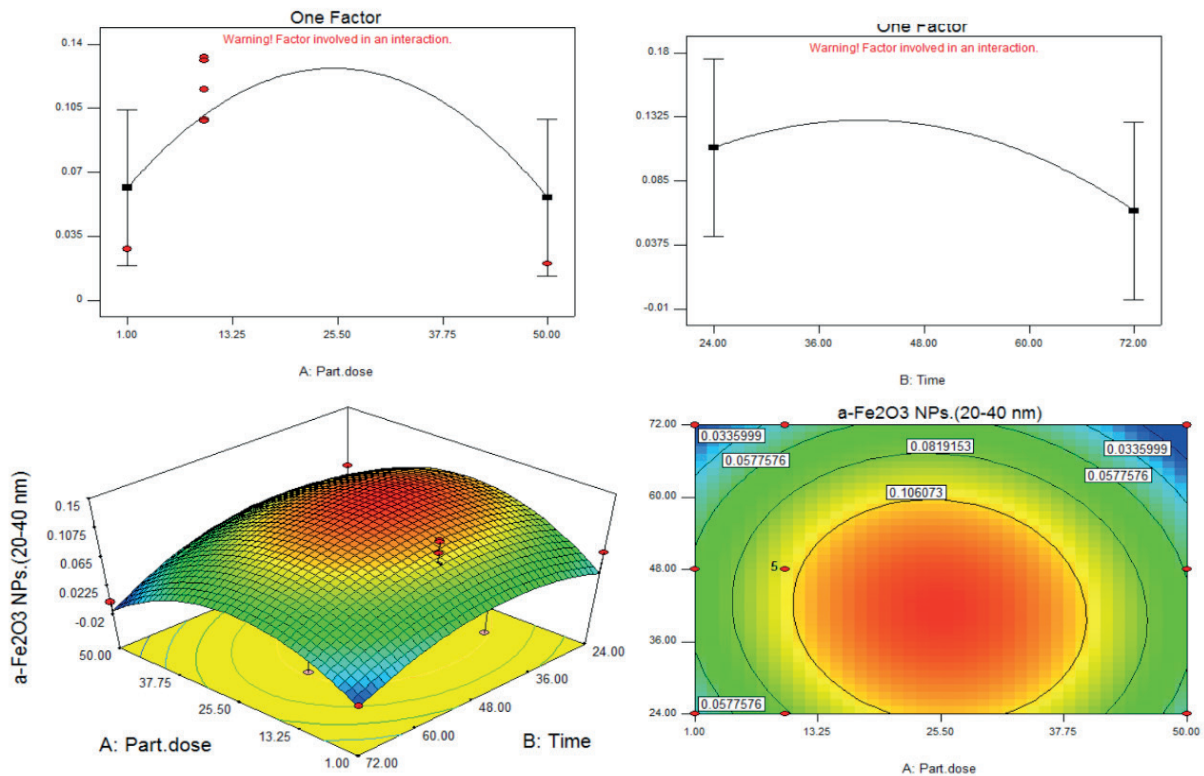 One Factor
Warning! Factor involved in an interaction.
0.14
0.105
0.07
0.035
0
1.00 13.25 25.50 37.75 50.00
A: Part.dose
One Factor
Warning! Factor involved in an interaction.
0.18
0.1325
0.085
0.0375
-0.01
24.00 36.00 48.00 60.00 72.00
B: Time
a-Fe2O3 NPs.(20-40 nm)
0.15
0.1075
0.065
0.0225
-0.02
50.00
37.75
25.50
13.25
1.00
A: Part.dose
24.00
36.00
48.00
60.00
72.00
B: Time
a-Fe2O3 NPs.(20-40 nm)
72.00
60.00
48.00
36.00
24.00
0.0335999
0.0577576
0.0819153
0.106073
0.0335999
0.0577576
5
0.0577576
1.00 13.25 25.50 37.75 50.00
A: Part.dose